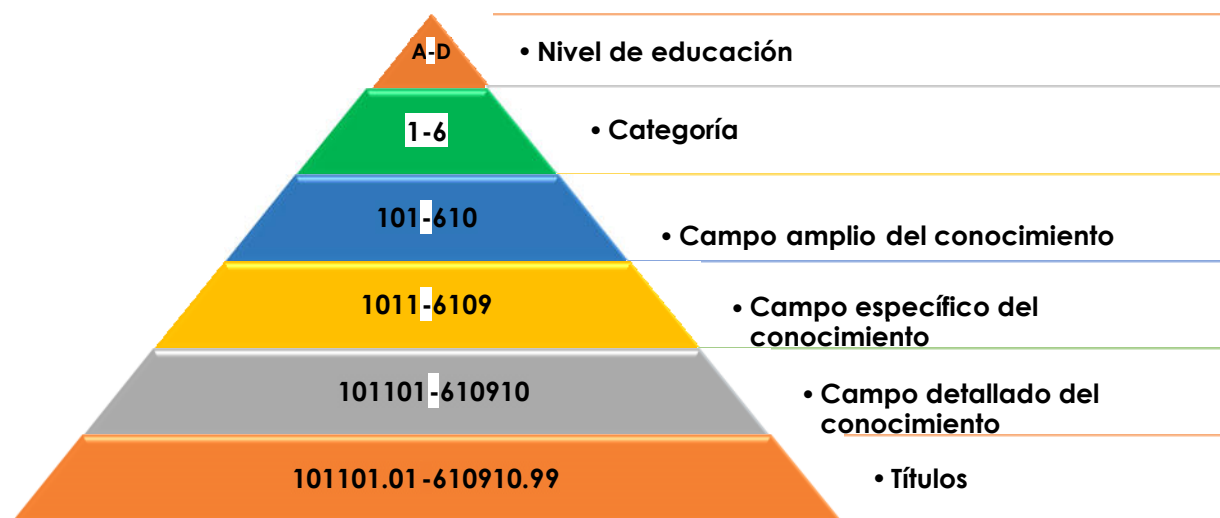 A-D
• Nivel de educación
1-6
• Categoría
101-610
• Campo amplio del conocimiento
1011-6109
• Campo específico del
conocimiento
101101-610910
• Campo detallado del
conocimiento
101101.01-610910.99
• Títulos